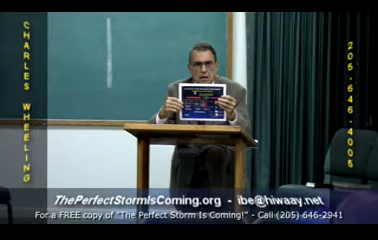 CHARLES WHEELING
205-646-4005
ThePerfectStormIsComing.org - ibe@hiwaay.net
For a FREE copy of "The Perfect Storm Is Coming!" - Call (205) 646-2941